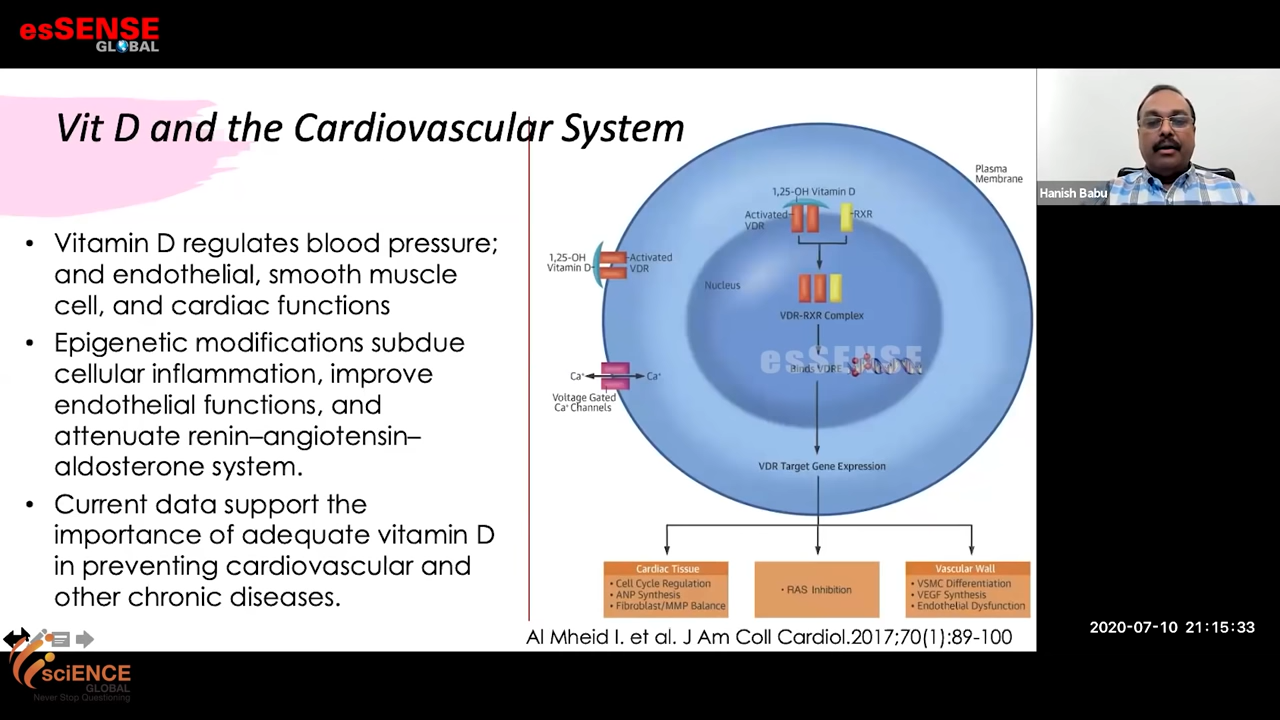 esSENSE
GLOBAL
Vit D and the Cardiovascular System
• Vitamin D regulates blood pressure;
and endothelial, smooth muscle
cell, and cardiac functions
• Epigenetic modifications subdue
cellular inflammation, improve
endothelial functions, and
attenuate renin–angiotensin–
aldosterone system.
• Current data support the
importance of adequate vitamin D
in preventing cardiovascular and
other chronic diseases.
Plasma
Membrane
1,25-OH Vitamin D
Activated
VDR
RXR
1,25-OH
Vitamin D
Activated
VDR
Nucleus
VDR-RXR Complex
esSENSE
Binds VDRE
Ca⁺
Ca⁺
Voltage Gated
Ca⁺ Channels
VDR Target Gene Expression
Cardiac Tissue
• Cell Cycle Regulation
• ANP Synthesis
• Fibroblast/MMP Balance
• RAS Inhibition
Vascular Wall
• VSMC Differentiation
• VEGF Synthesis
• Endothelial Dysfunction
Al Mheid I. et al. J Am Coll Cardiol.2017;70(1):89-100
Hanish Babu
2020-07-10 21:15:33
sciENCE
GLOBAL
Never Stop Questioning